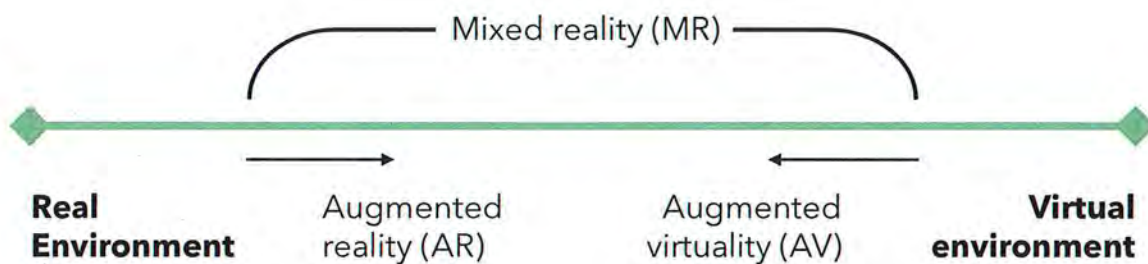 Mixed reality (MR)
Real
Environment
Augmented
reality (AR)
Augmented
virtuality (AV)
Virtual
environment